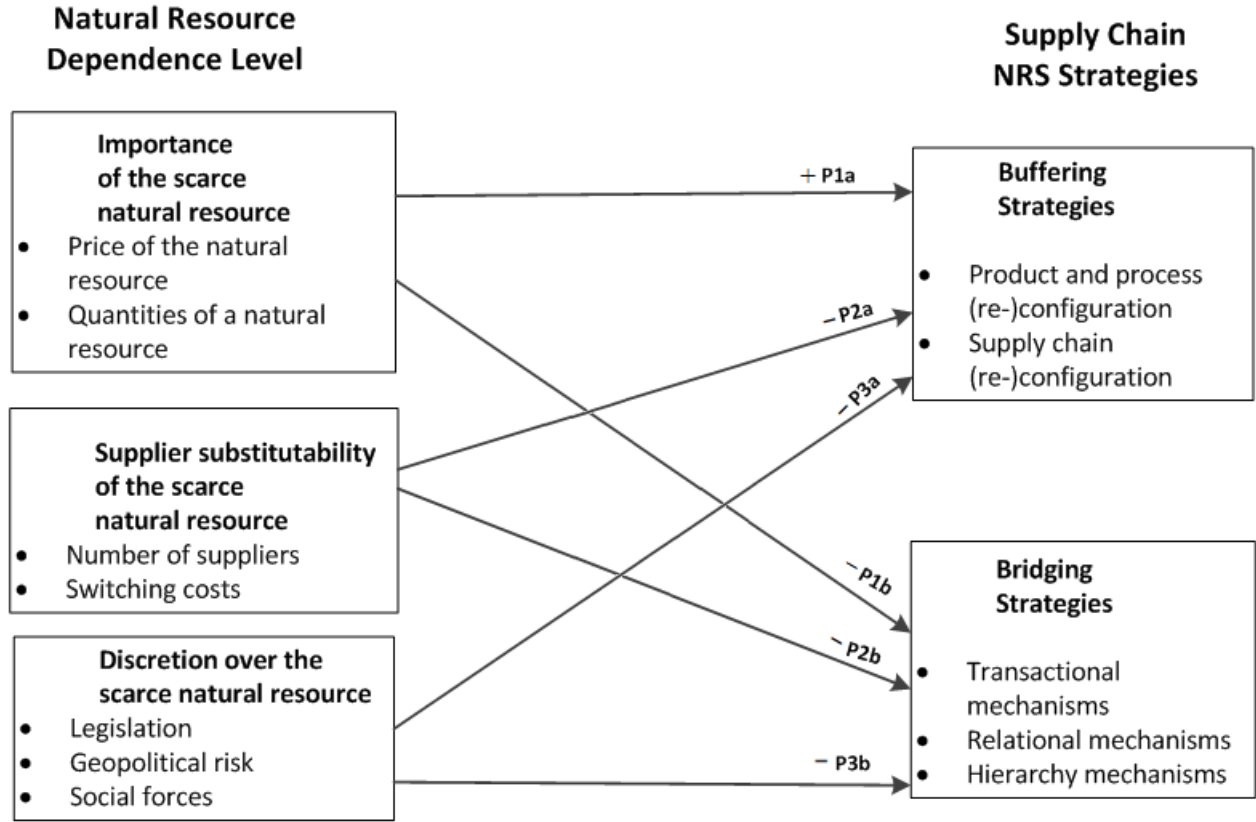 Natural Resource
Dependence Level
Supply Chain
NRS Strategies
Importance
of the scarce
natural resource
• Price of the natural
resource
• Quantities of a natural
resource
Supplier substitutability
of the scarce
natural resource
• Number of suppliers
• Switching costs
Discretion over the
scarce natural resource
• Legislation
• Geopolitical risk
• Social forces
+ P1a
– P2a
– P3a
– P1b
– P2b
– P3b
Buffering
Strategies
• Product and process
(re-)configuration
• Supply chain
(re-)configuration
Bridging
Strategies
• Transactional
mechanisms
• Relational mechanisms
• Hierarchy mechanisms